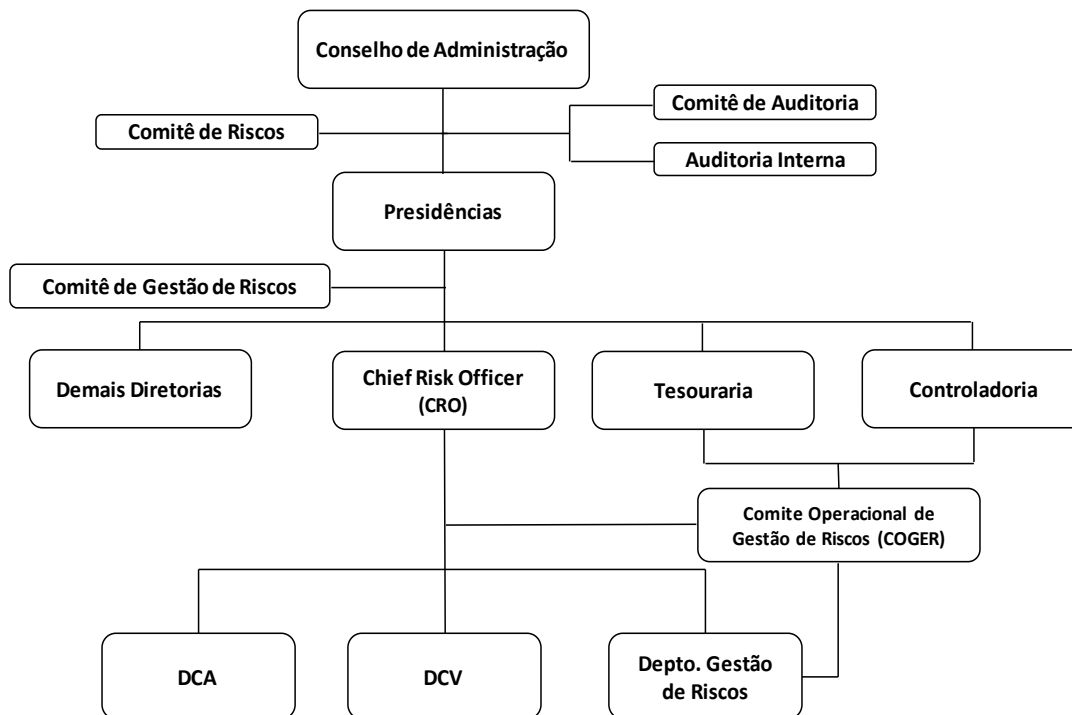 Conselho de Administração
Comitê de Auditoria
Comitê de Riscos
Auditoria Interna
Presidências
Comitê de Gestão de Riscos
Demais Diretorias
Chief Risk Officer
(CRO)
Tesouraria
Controladoria
Comite Operacional de
Gestão de Riscos (COGER)
DCA
DCV
Depto. Gestão
de Riscos